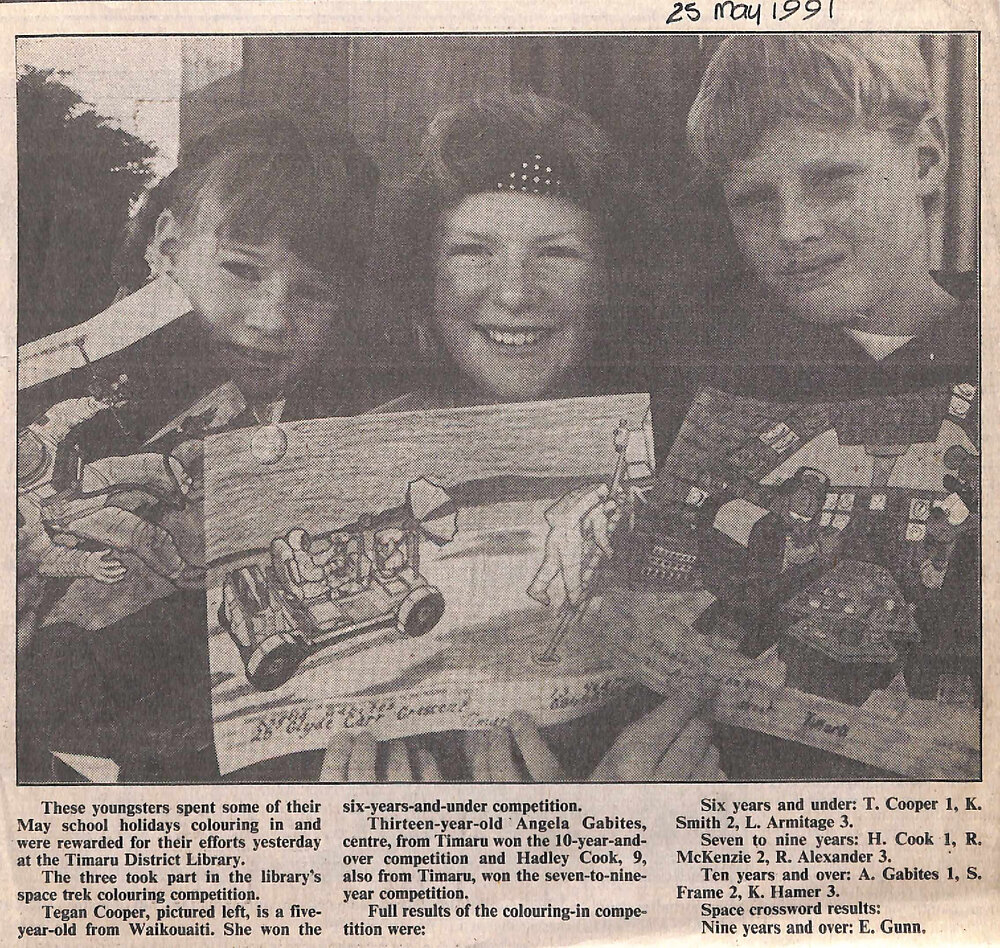 25 May 1991
25 Clyde Carr Crescent
Timaru
These youngsters spent some of their
May school holidays colouring in and
were rewarded for their efforts yesterday
at the Timaru District Library.
The three took part in the library's
space trek colouring competition.
Tegan Cooper, pictured left, is a five-
year-old from Waikouaiti. She won the
six-years-and-under competition.
Thirteen-year-old Angela Gabites,
centre, from Timaru won the 10-year-and-
over competition and Hadley Cook, 9,
also from Timaru, won the seven-to-nine-
year competition.
Full results of the colouring-in compe-
tition were:
Six years and under: T. Cooper 1, K.
Smith 2, L. Armitage 3.
Seven to nine years: H. Cook 1, R.
McKenzie 2, R. Alexander 3.
Ten years and over: A. Gabites 1, S.
Frame 2, K. Hamer 3.
Space crossword results:
Nine years and over: E. Gunn.